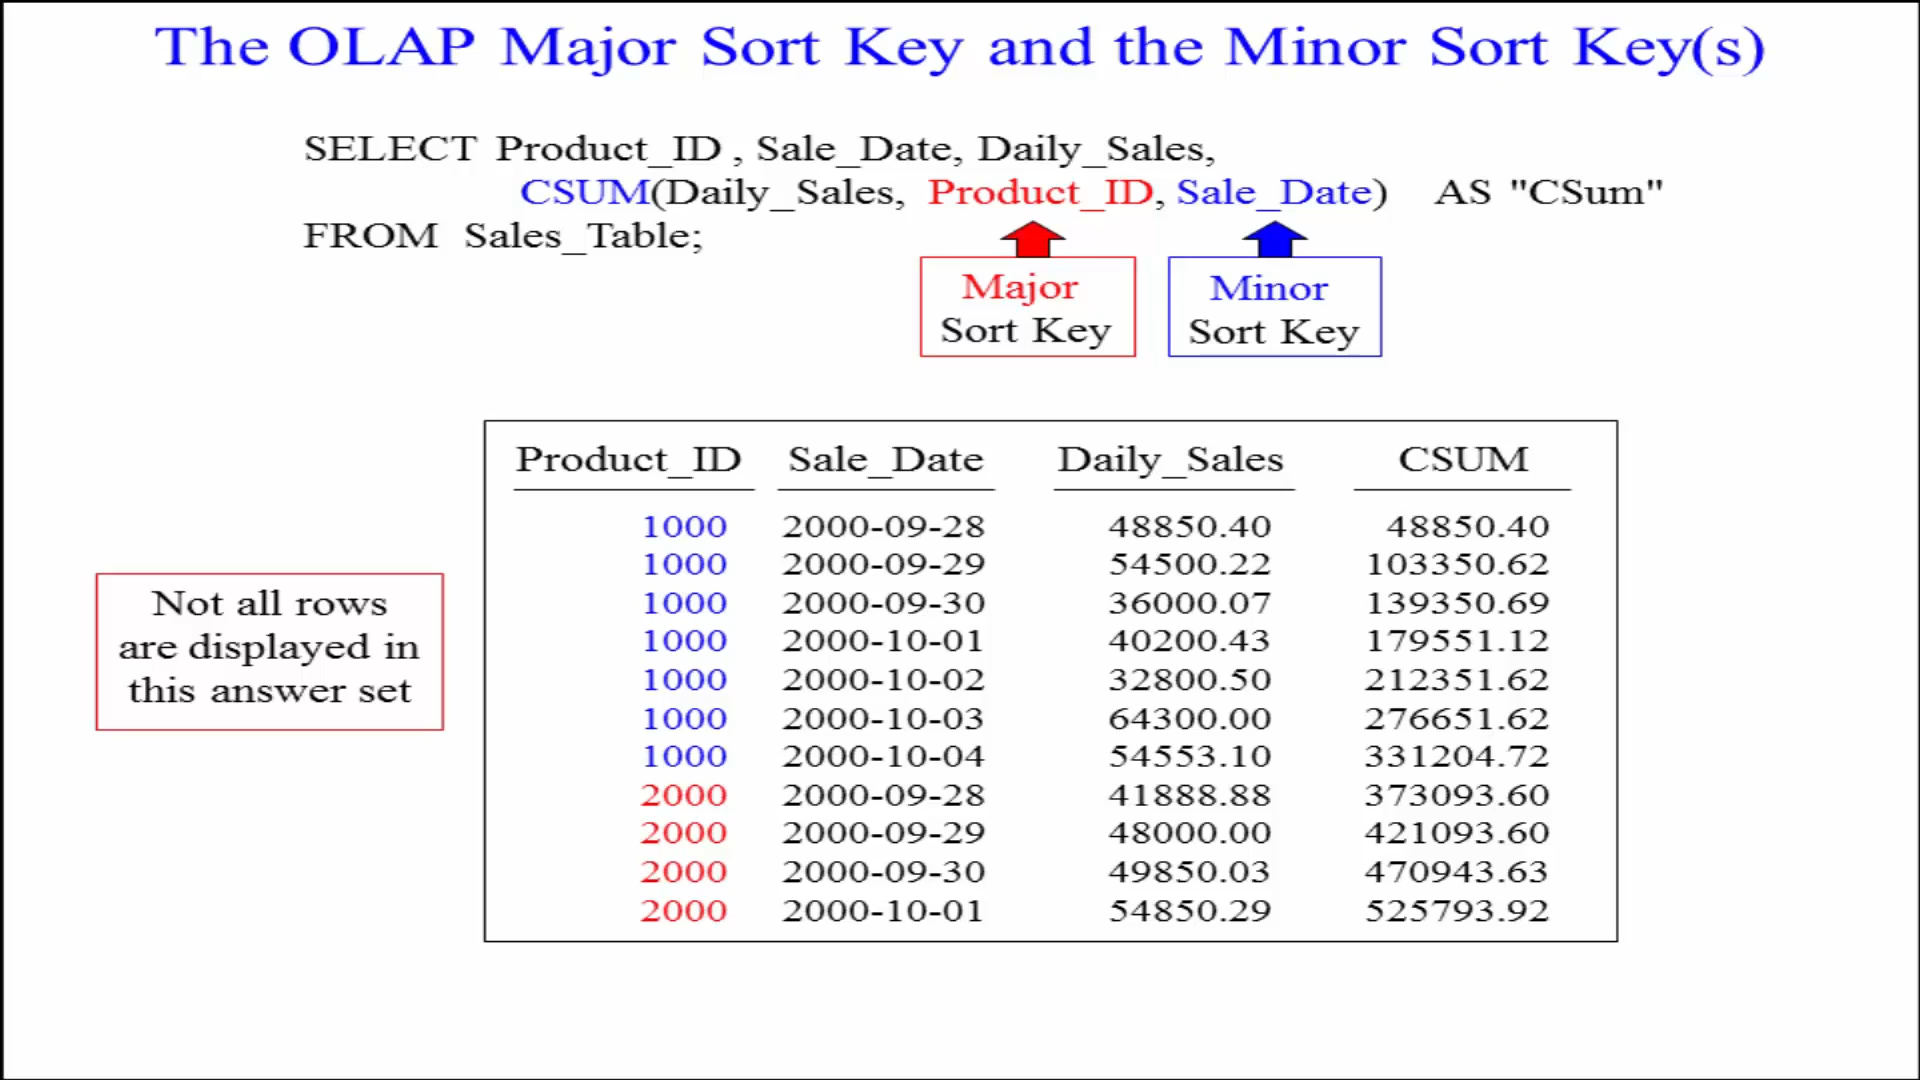 The OLAP Major Sort Key and the Minor Sort Key(s)
SELECT Product_ID , Sale_Date, Daily_Sales,
CSUM(Daily_Sales, Product_ID, Sale_Date) AS "CSum"
FROM Sales_Table;
Major
Sort Key
Minor
Sort Key
Product_ID Sale_Date Daily_Sales CSUM
1000 2000-09-28 48850.40 48850.40
1000 2000-09-29 54500.22 103350.62
1000 2000-09-30 36000.07 139350.69
1000 2000-10-01 40200.43 179551.12
1000 2000-10-02 32800.50 212351.62
1000 2000-10-03 64300.00 276651.62
1000 2000-10-04 54553.10 331204.72
2000 2000-09-28 41888.88 373093.60
2000 2000-09-29 48000.00 421093.60
2000 2000-09-30 49850.03 470943.63
2000 2000-10-01 54850.29 525793.92
Not all rows
are displayed in
this answer set